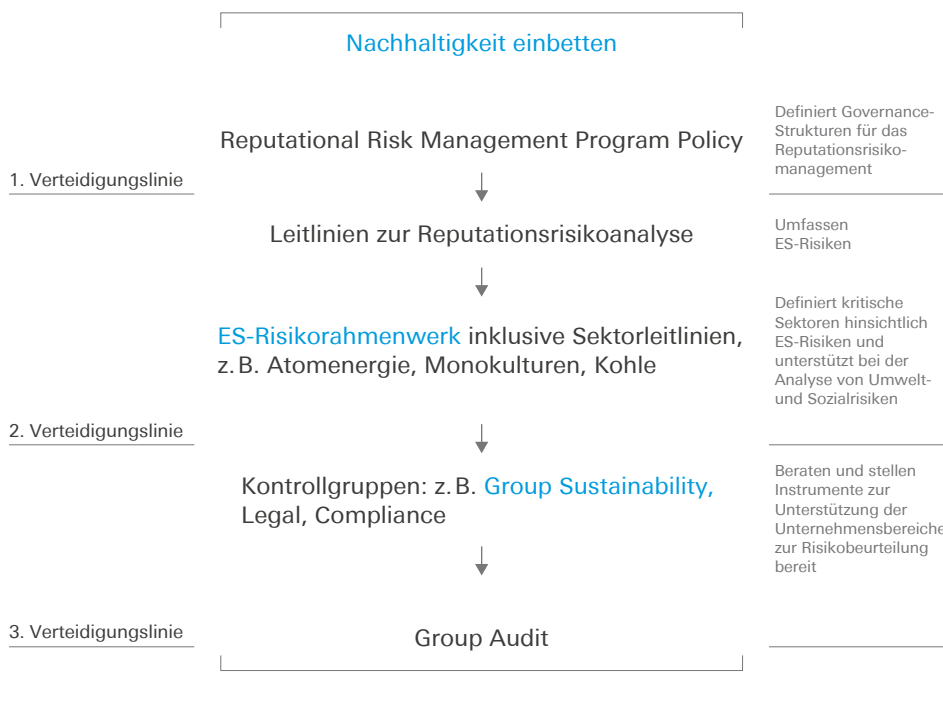 Nachhaltigkeit einbetten
Reputational Risk Management Program Policy
Definiert Governance-
Strukturen für das
Reputationsrisiko-
management
1. Verteidigungslinie
Leitlinien zur Reputationsrisikoanalyse
Umfassen
ES-Risiken
ES-Risikorahmenwerk inklusive Sektorleitlinien,
z. B. Atomenergie, Monokulturen, Kohle
Definiert kritische
Sektoren hinsichtlich
ES-Risiken und
unterstützt bei der
Analyse von Umwelt-
und Sozialrisiken
2. Verteidigungslinie
Kontrollgruppen: z. B. Group Sustainability,
Legal, Compliance
Beraten und stellen
Instrumente zur
Unterstützung der
Unternehmensbereiche
zur Risikobeurteilung
bereit
3. Verteidigungslinie
Group Audit